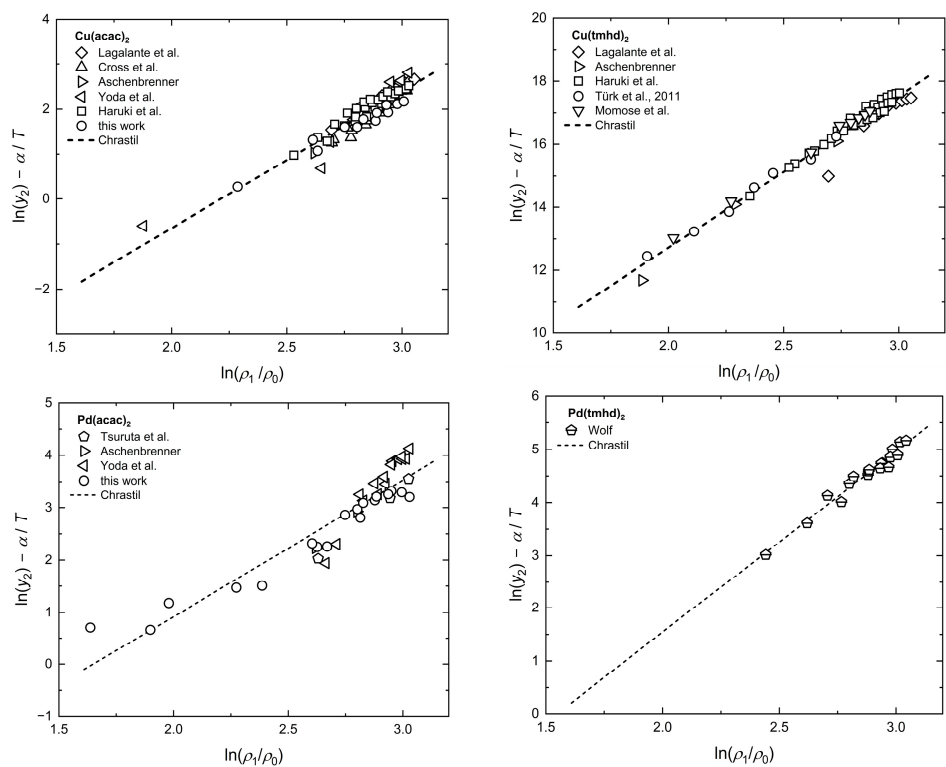 Cu(acac)2
Lagalante et al.
Cross et al.
Aschenbrenner
Yoda et al.
Haruki et al.
this work
Chrastil
4
2
0
−2
ln(y2) − α / T
1.5 2.0 2.5 3.0
ln(ρ1 /ρ0)
Cu(tmhd)2
Lagalante et al.
Aschenbrenner
Haruki et al.
Türk et al., 2011
Momose et al.
Chrastil
20
18
16
14
12
10
ln(y2) − α / T
1.5 2.0 2.5 3.0
ln(ρ1 /ρ0)
Pd(acac)2
Tsuruta et al.
Aschenbrenner
Yoda et al.
this work
Chrastil
5
4
3
2
1
0
−1
ln(y2) − α / T
1.5 2.0 2.5 3.0
ln(ρ1/ρ0)
Pd(tmhd)2
Wolf
Chrastil
6
5
4
3
2
1
0
ln(y2) − α / T
1.5 2.0 2.5 3.0
ln(ρ1/ρ0)